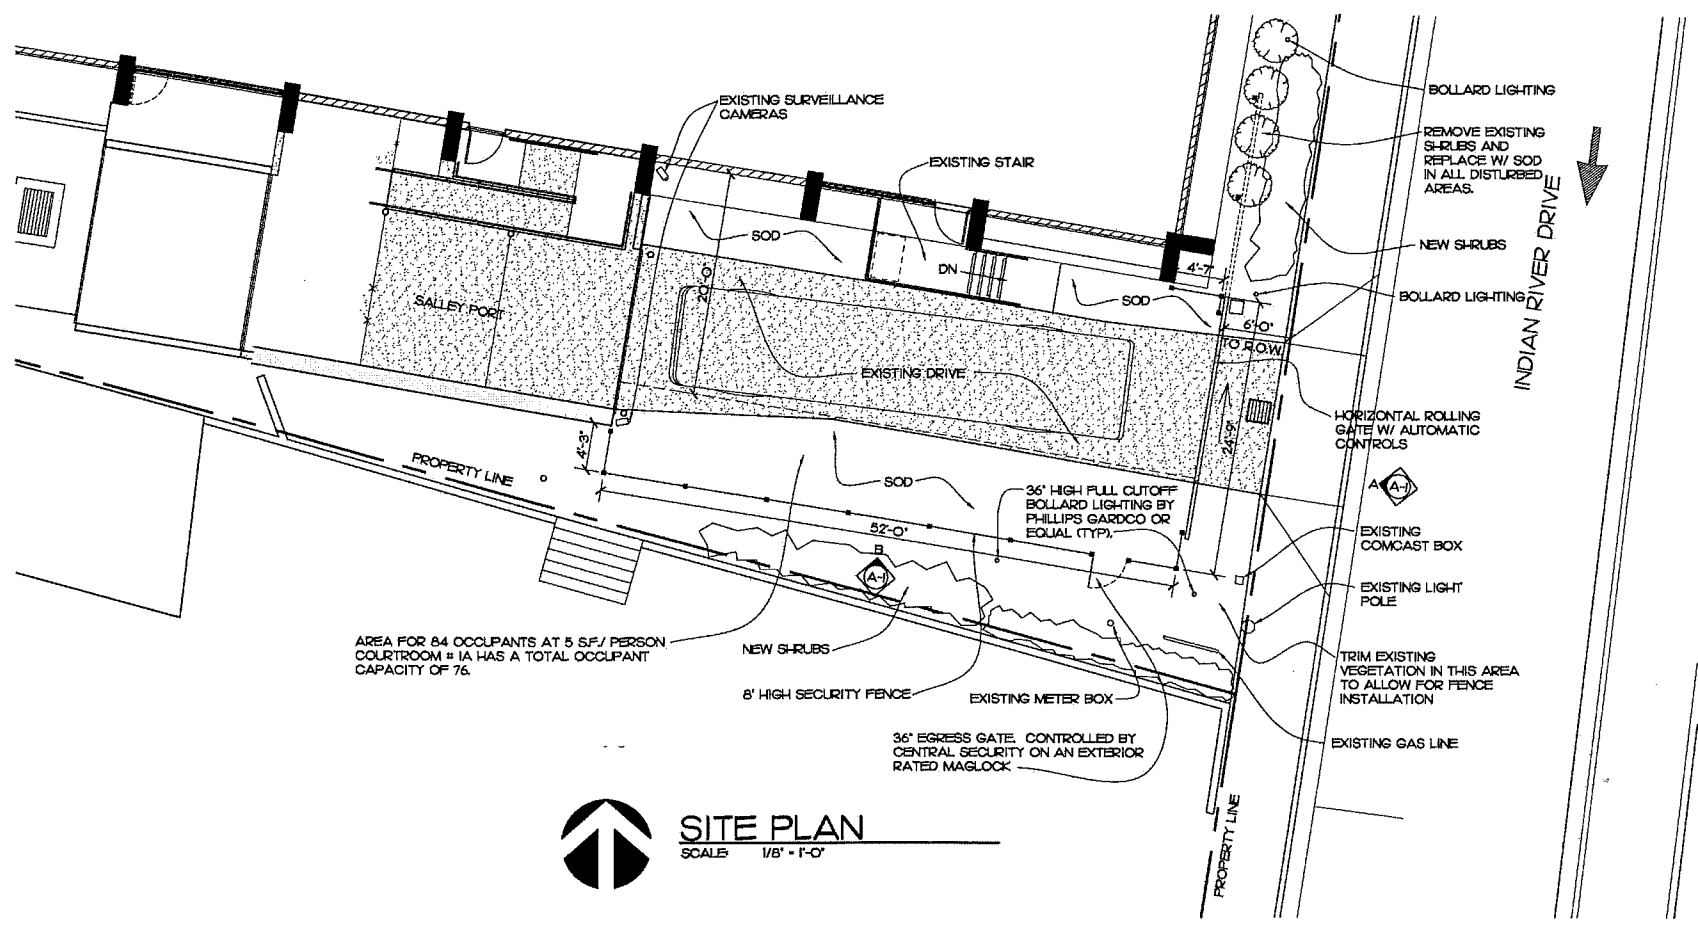 EXISTING SURVEILLANCE
CAMERAS
BOLLARD LIGHTING
REMOVE EXISTING
SHRUBS AND
REPLACE W/ SOD
IN ALL DISTURBED
AREAS.
EXISTING STAIR
INDIAN RIVER DRIVE
SOD
NEW SHRUBS
DN
4'-7"
20'-0
SOD
BOLLARD LIGHTING
SALLEY PORT
6'-0"
TO R.O.W.
EXISTING DRIVE
HORIZONTAL ROLLING
GATE W/ AUTOMATIC
CONTROLS
24'-9"
4'-3"
PROPERTY LINE
SOD
36" HIGH FULL CUTOFF
BOLLARD LIGHTING BY
PHILLIPS GARDCO OR
EQUAL (TYP).
A
A-1
52'-0"
EXISTING
COMCAST BOX
B
A-1
EXISTING LIGHT
POLE
AREA FOR 84 OCCUPANTS AT 5 S.F./ PERSON
COURTROOM # 1A HAS A TOTAL OCCUPANT
CAPACITY OF 76.
NEW SHRUBS
TRIM EXISTING
VEGETATION IN THIS AREA
TO ALLOW FOR FENCE
INSTALLATION
8' HIGH SECURITY FENCE
EXISTING METER BOX
36" EGRESS GATE. CONTROLLED BY
CENTRAL SECURITY ON AN EXTERIOR
RATED MAGLOCK
EXISTING GAS LINE
PROPERTY LINE
SITE PLAN
SCALE: 1/8" = 1'-0"